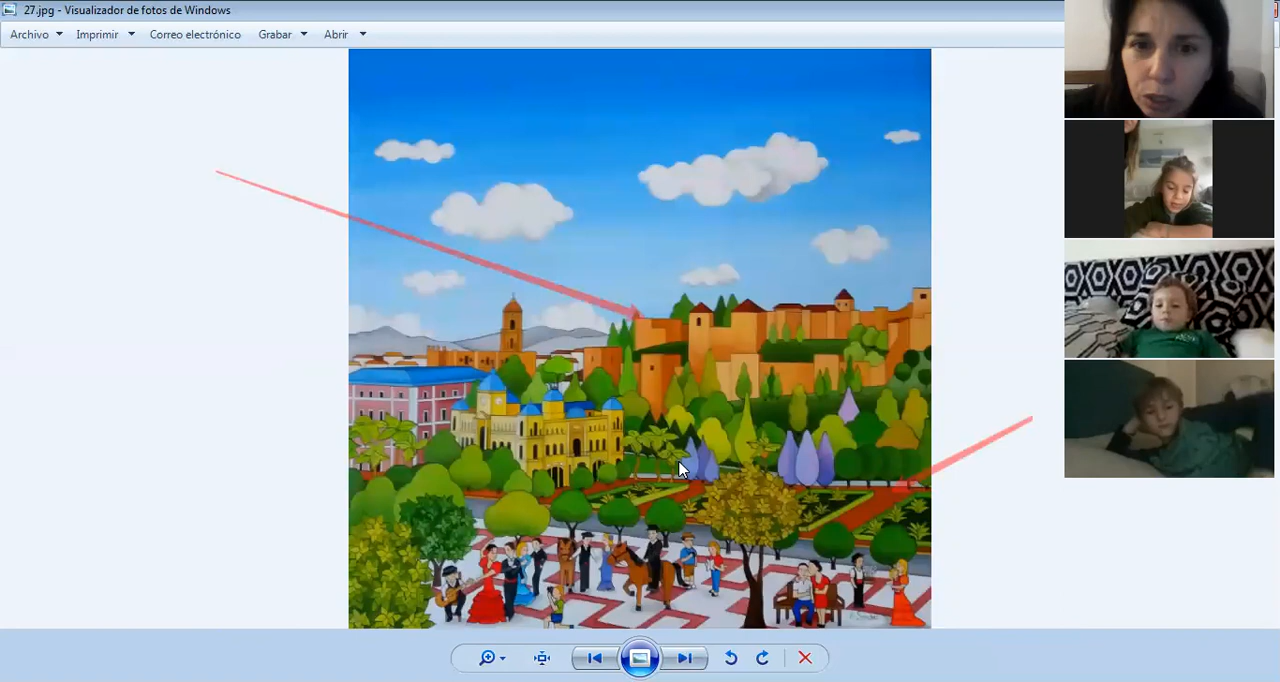 27.jpg - Visualizador de fotos de Windows
Archivo Imprimir Correo electrónico Grabar Abrir